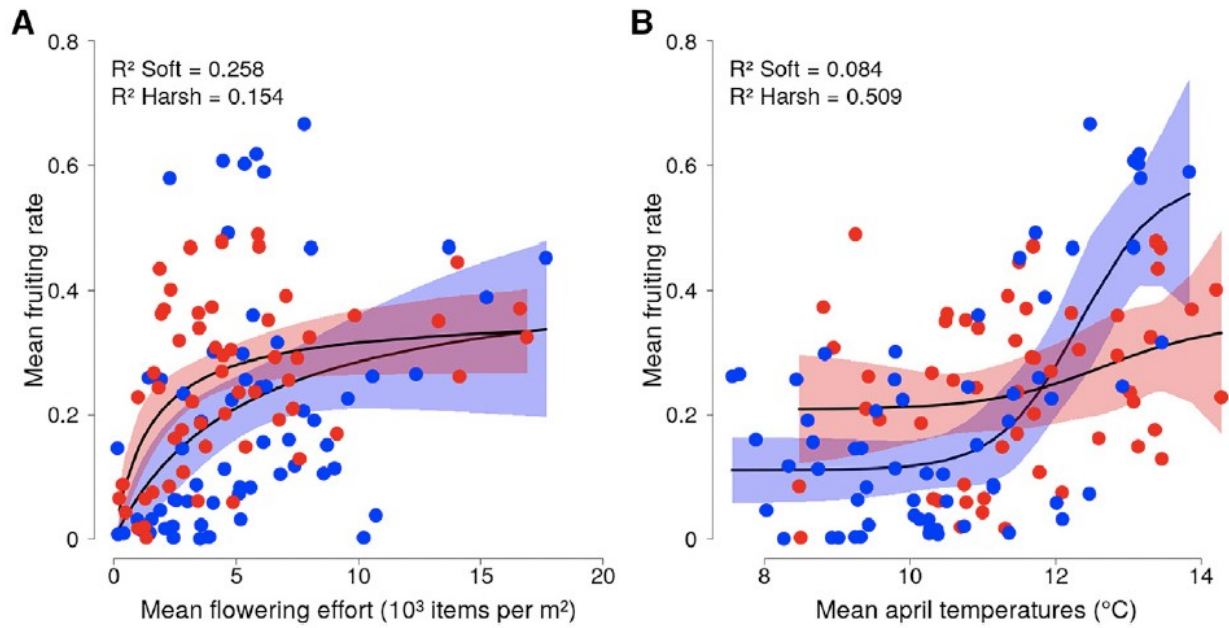 A
R² Soft = 0.258
R² Harsh = 0.154
Mean fruiting rate
0.8
0.6
0.4
0.2
0
0 5 10 15 20
Mean flowering effort (10³ items per m²)
B
R² Soft = 0.084
R² Harsh = 0.509
Mean fruiting rate
0.8
0.6
0.4
0.2
0
8 10 12 14
Mean april temperatures (°C)